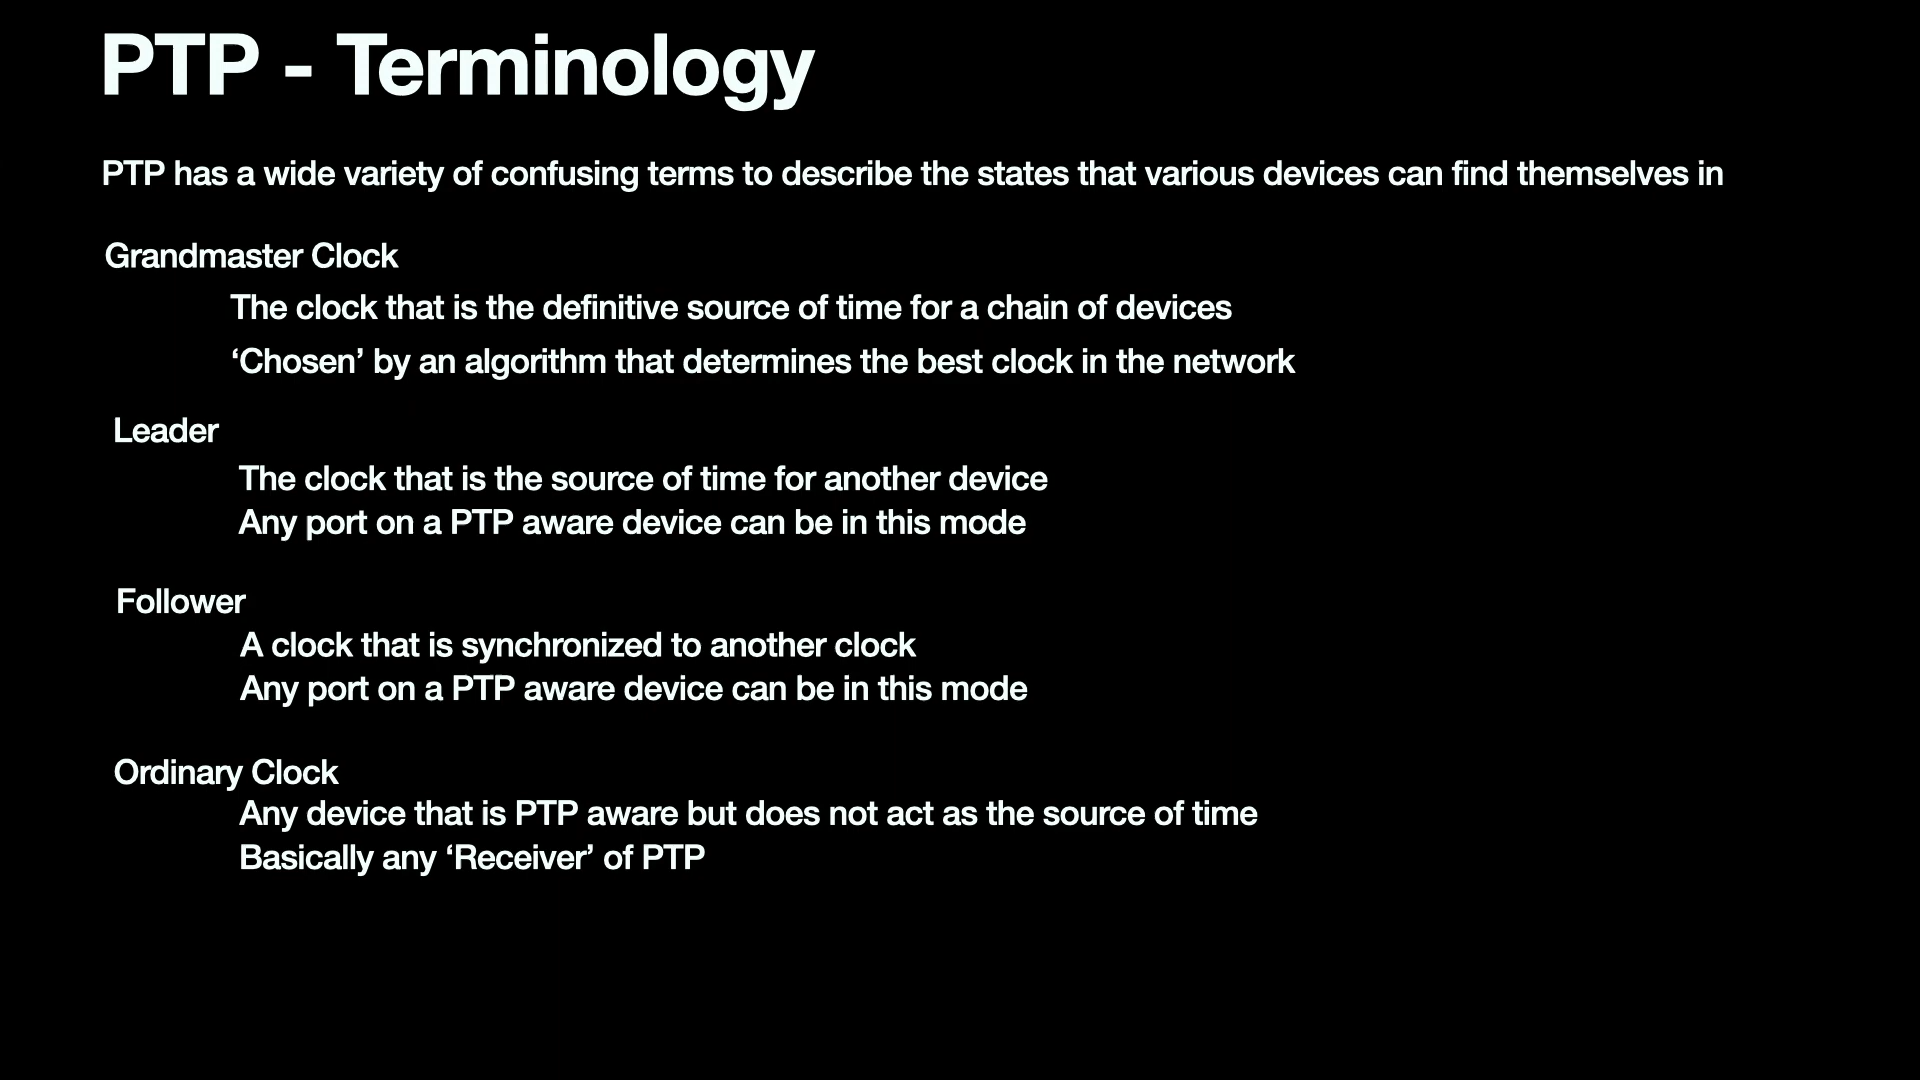 PTP - Terminology
PTP has a wide variety of confusing terms to describe the states that various devices can find themselves in
Grandmaster Clock
The clock that is the definitive source of time for a chain of devices
‘Chosen’ by an algorithm that determines the best clock in the network
Leader
The clock that is the source of time for another device
Any port on a PTP aware device can be in this mode
Follower
A clock that is synchronized to another clock
Any port on a PTP aware device can be in this mode
Ordinary Clock
Any device that is PTP aware but does not act as the source of time
Basically any ‘Receiver’ of PTP